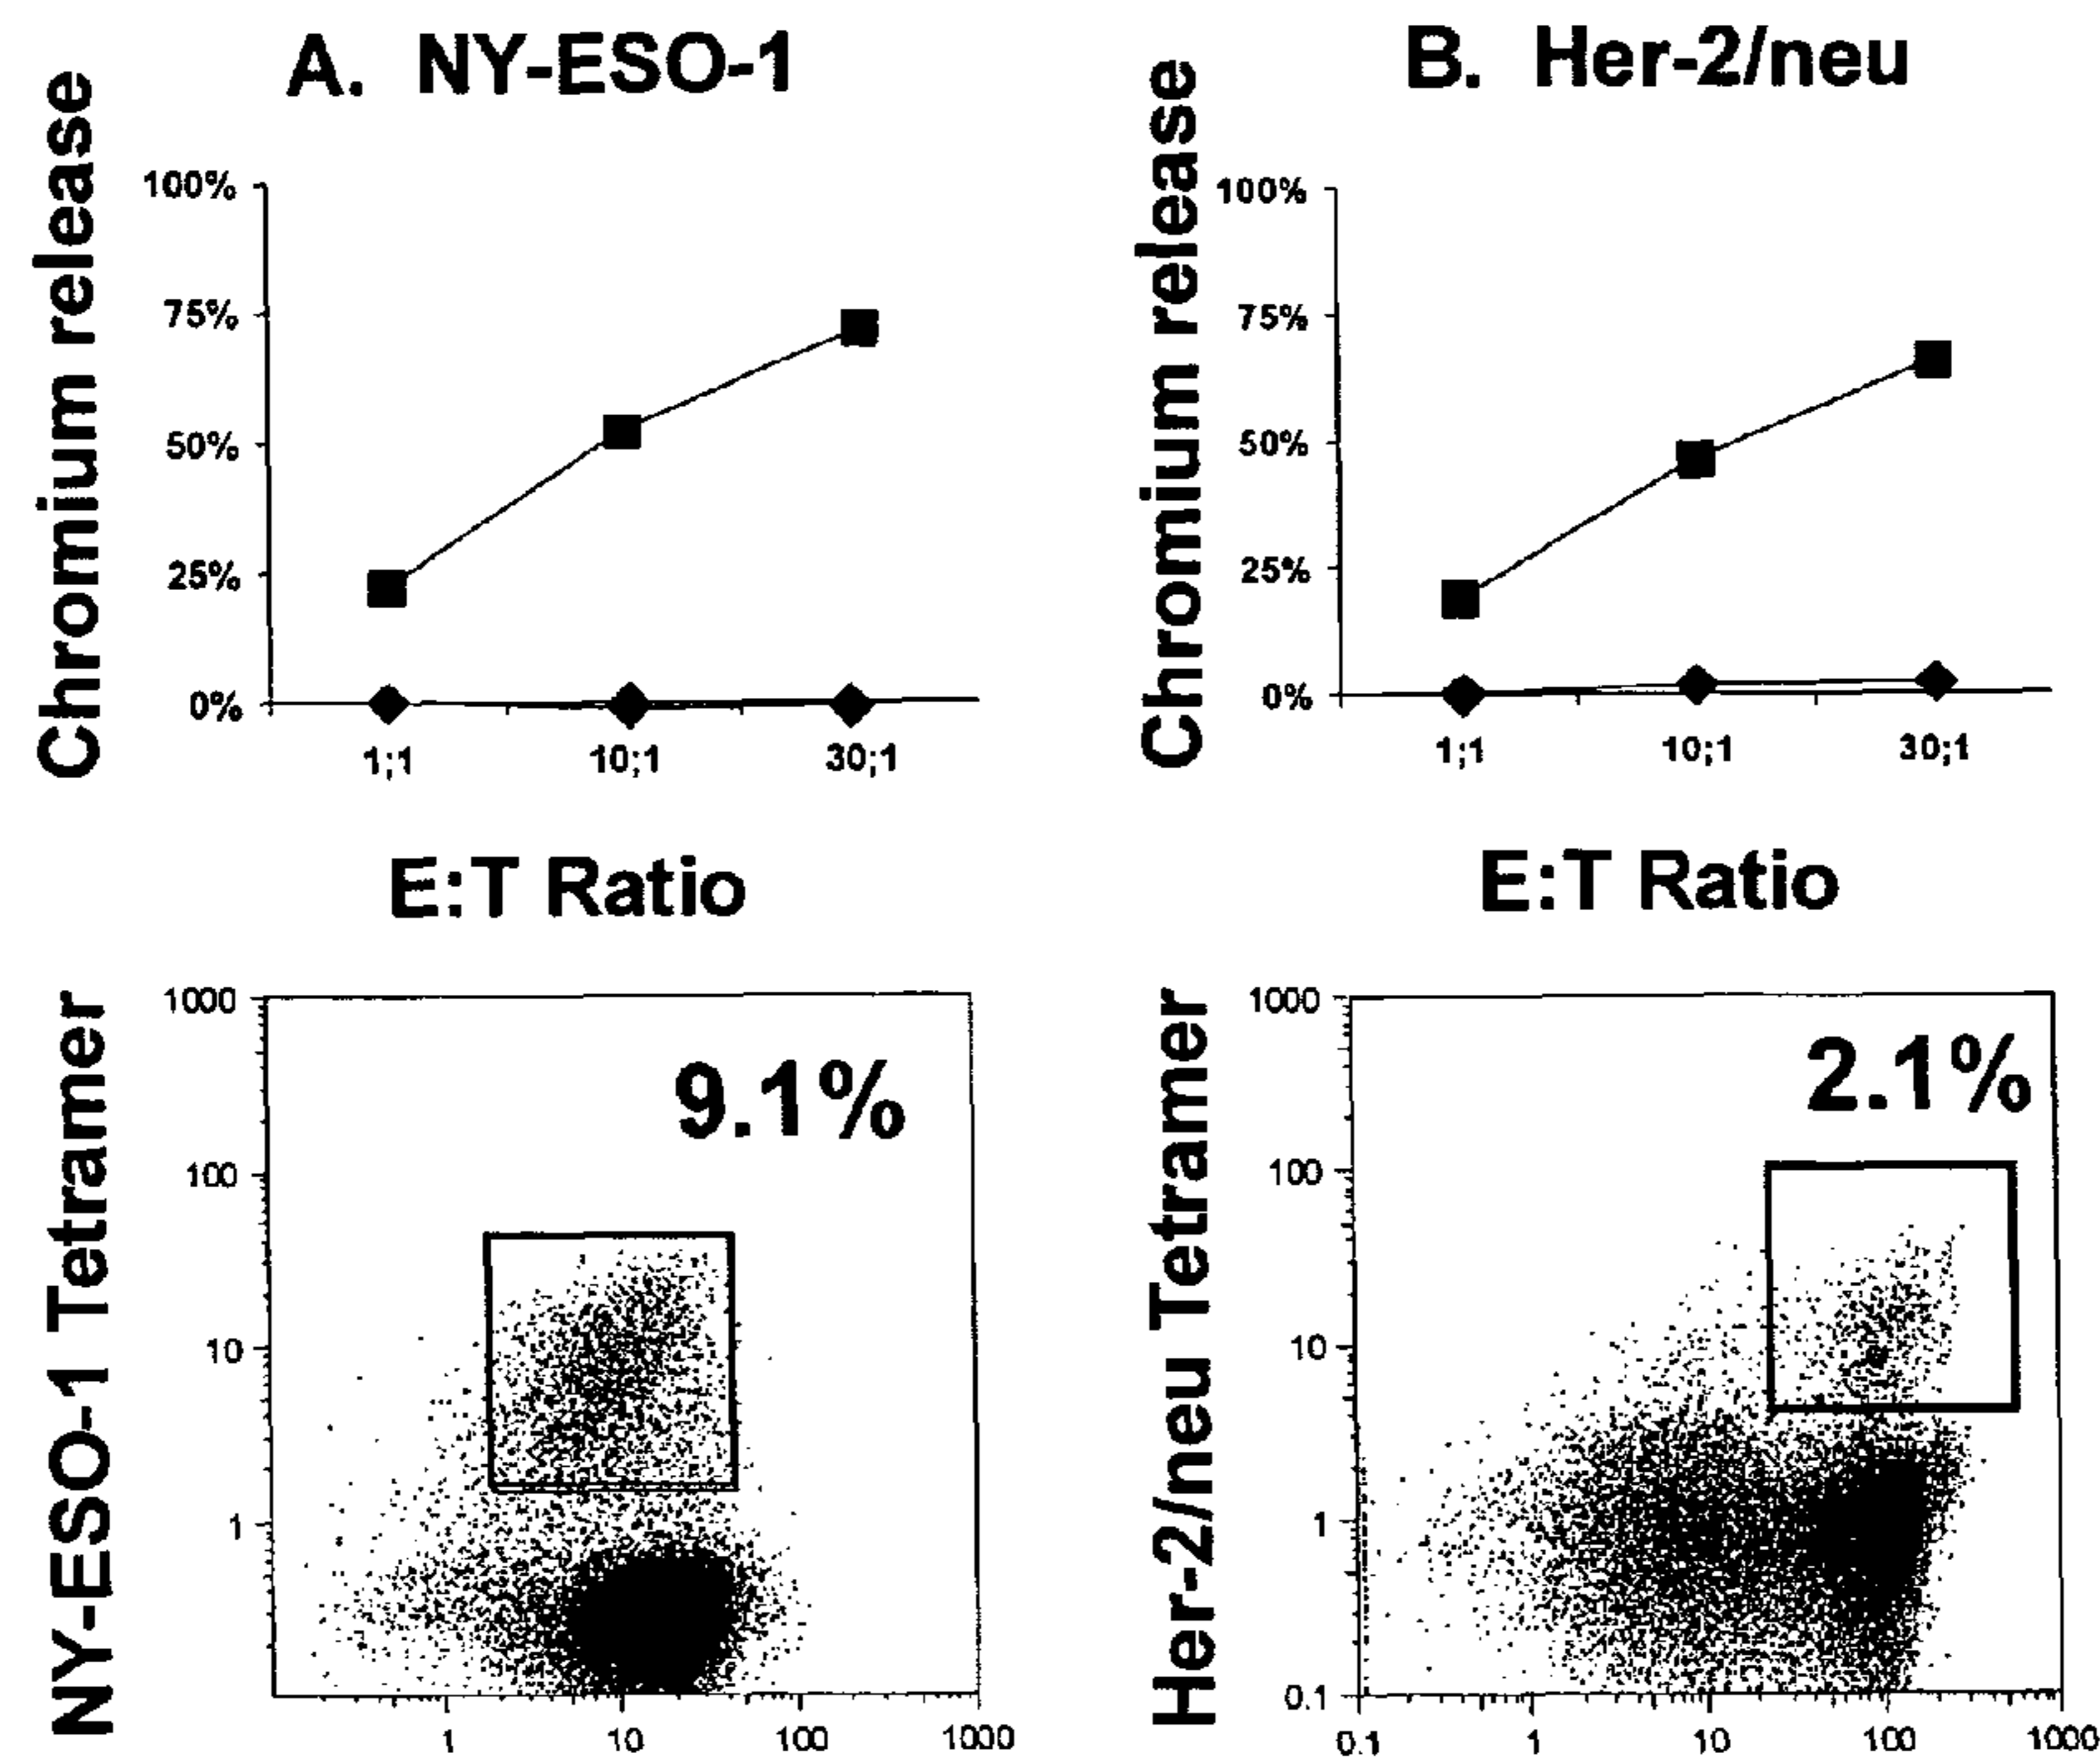 A. NY-ESO-1
Chromium release
100%
75%
50%
25%
0%
1;1 10;1 30;1
E:T Ratio
B. Her-2/neu
Chromium release
100%
75%
50%
25%
0%
1;1 10;1 30;1
E:T Ratio
NY-ESO-1 Tetramer
1000
100
10
1
9.1%
1 10 100 1000
Her-2/neu Tetramer
1000
100
10
1
0.1
2.1%
0.1 1 10 100 1000